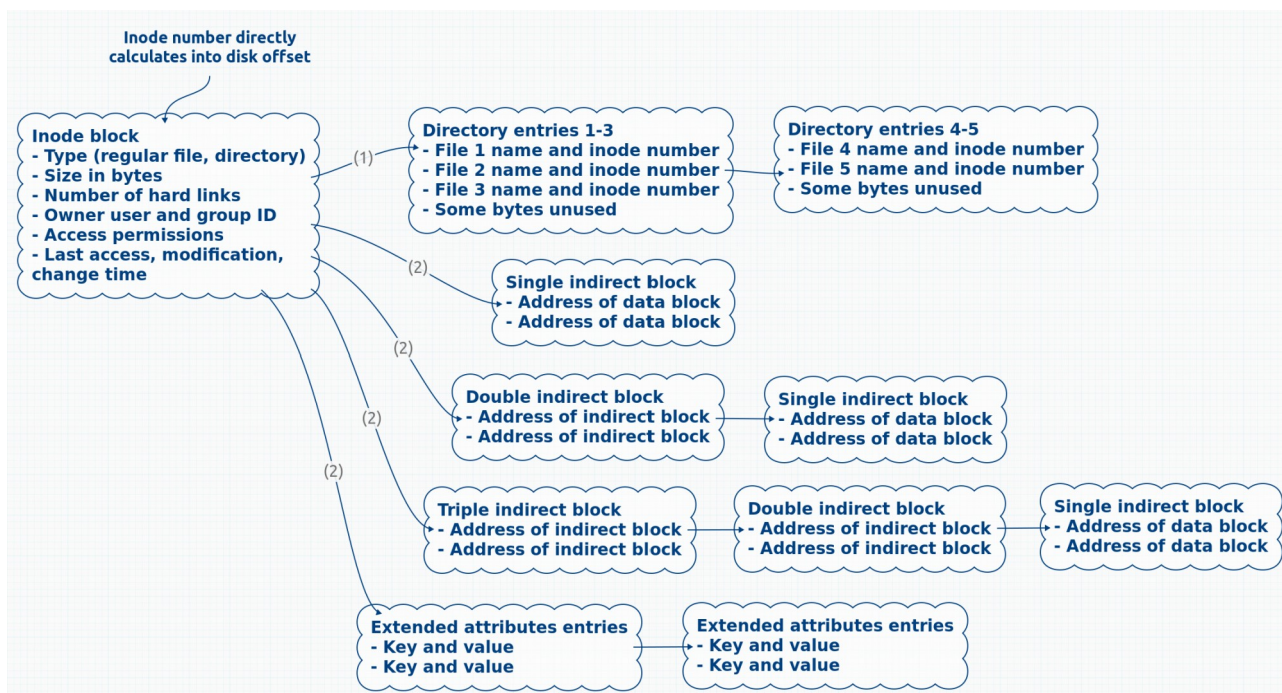 Inode number directly
calculates into disk offset
Inode block
- Type (regular file, directory)
- Size in bytes
- Number of hard links
- Owner user and group ID
- Access permissions
- Last access, modification,
change time
(1)
Directory entries 1-3
- File 1 name and inode number
- File 2 name and inode number
- File 3 name and inode number
- Some bytes unused
Directory entries 4-5
- File 4 name and inode number
- File 5 name and inode number
- Some bytes unused
(2)
Single indirect block
- Address of data block
- Address of data block
(2)
Double indirect block
- Address of indirect block
- Address of indirect block
Single indirect block
- Address of data block
- Address of data block
(2)
Triple indirect block
- Address of indirect block
- Address of indirect block
Double indirect block
- Address of indirect block
- Address of indirect block
Single indirect block
- Address of data block
- Address of data block
(2)
Extended attributes entries
- Key and value
- Key and value
Extended attributes entries
- Key and value
- Key and value